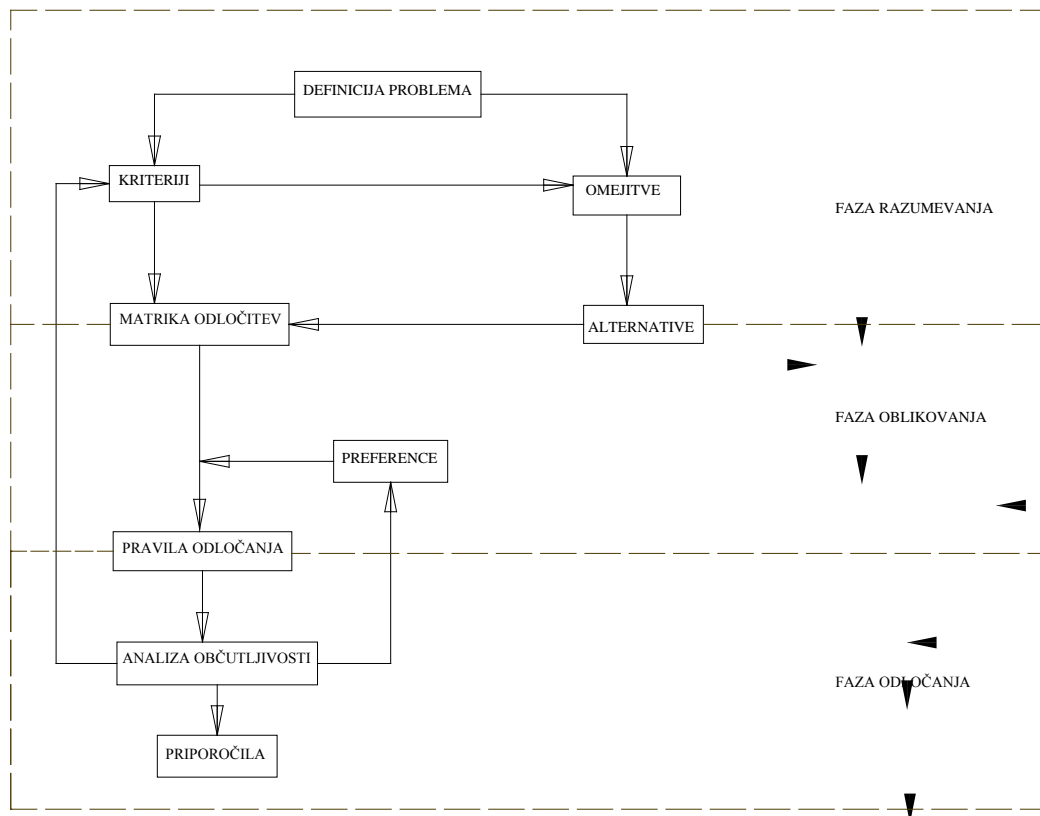 DEFINICIJA PROBLEMA
KRITERIJI
OMEJITVE
FAZA RAZUMEVANJA
MATRIKA ODLOČITEV
ALTERNATIVE
FAZA OBLIKOVANJA
PREFERENCE
PRAVILA ODLOČANJA
ANALIZA OBČUTLJIVOSTI
FAZA ODLOČANJA
PRIPOROČILA